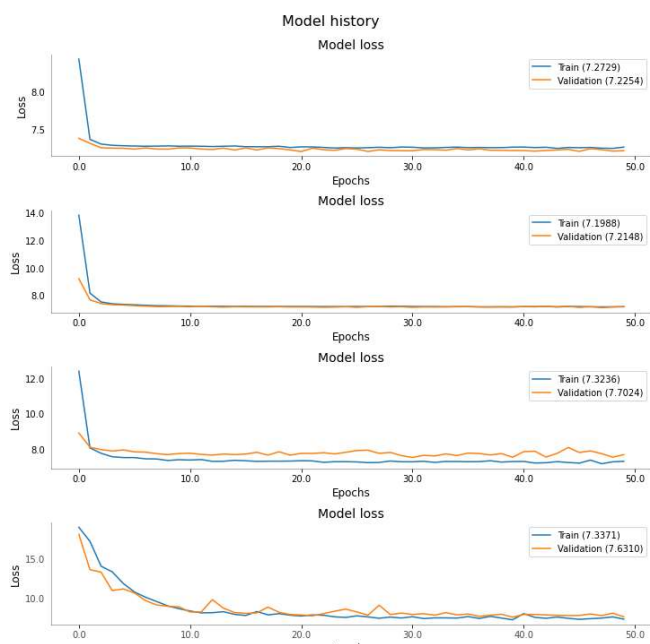 Model history
Model loss
Train (7.2729)
Validation (7.2254)
8.0
7.5
Loss
0.0 10.0 20.0 30.0 40.0 50.0
Epochs
Model loss
14.0
12.0
10.0
8.0
Train (7.1988)
Validation (7.2148)
Loss
0.0 10.0 20.0 30.0 40.0 50.0
Epochs
Model loss
12.0
10.0
8.0
Train (7.3236)
Validation (7.7024)
Loss
0.0 10.0 20.0 30.0 40.0 50.0
Epochs
Model loss
Train (7.3371)
Validation (7.6310)
15.0
10.0
Loss
0.0 10.0 20.0 30.0 40.0 50.0